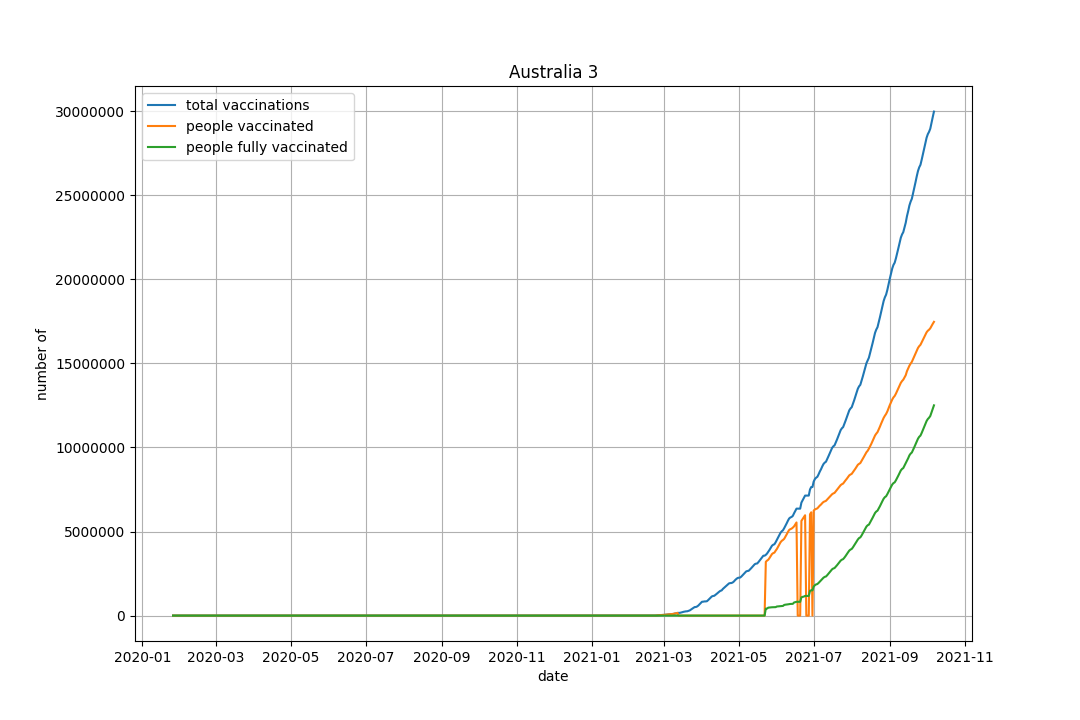 Australia 3
total vaccinations
people vaccinated
people fully vaccinated
30000000
25000000
20000000
15000000
10000000
5000000
0
number of
2020-01 2020-03 2020-05 2020-07 2020-09 2020-11 2021-01 2021-03 2021-05 2021-07 2021-09 2021-11
date